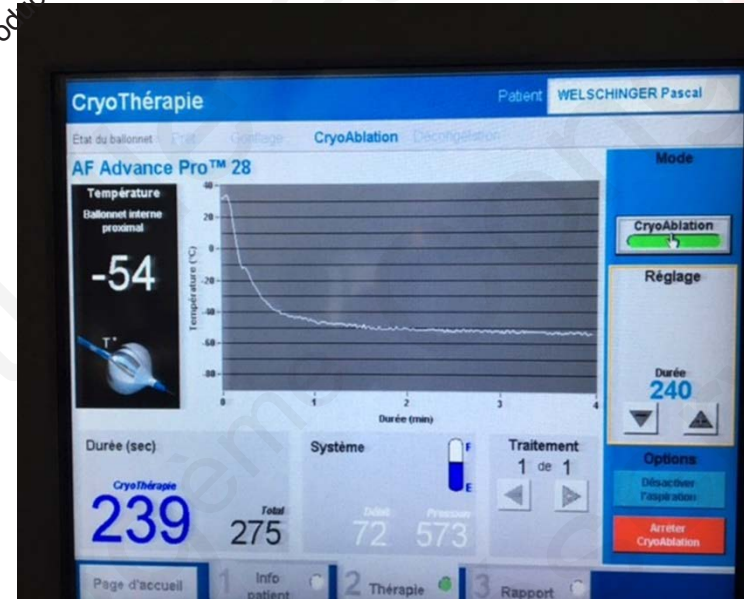 CryoThérapie
Patient WELSCHINGER Pascal
Etat du ballonnet Prêt Gonflage CryoAblation Décongélation
AF Advance Pro™ 28
Mode
Température
Ballonnet interne
proximal
-54
T°
Température (°C)
40
20
0
-20
-40
-60
-80
0 1 2 3 4
Durée (min)
CryoAblation
Réglage
Durée
240
Durée (sec)
CryoThérapie
239
Total
275
Système
F
E
Débit
72
Pression
573
Traitement
1 de 1
Options
Désactiver
l'aspiration
Arrêter
CryoAblation
Page d'accueil
1 Info
patient
2 Thérapie
3 Rapport